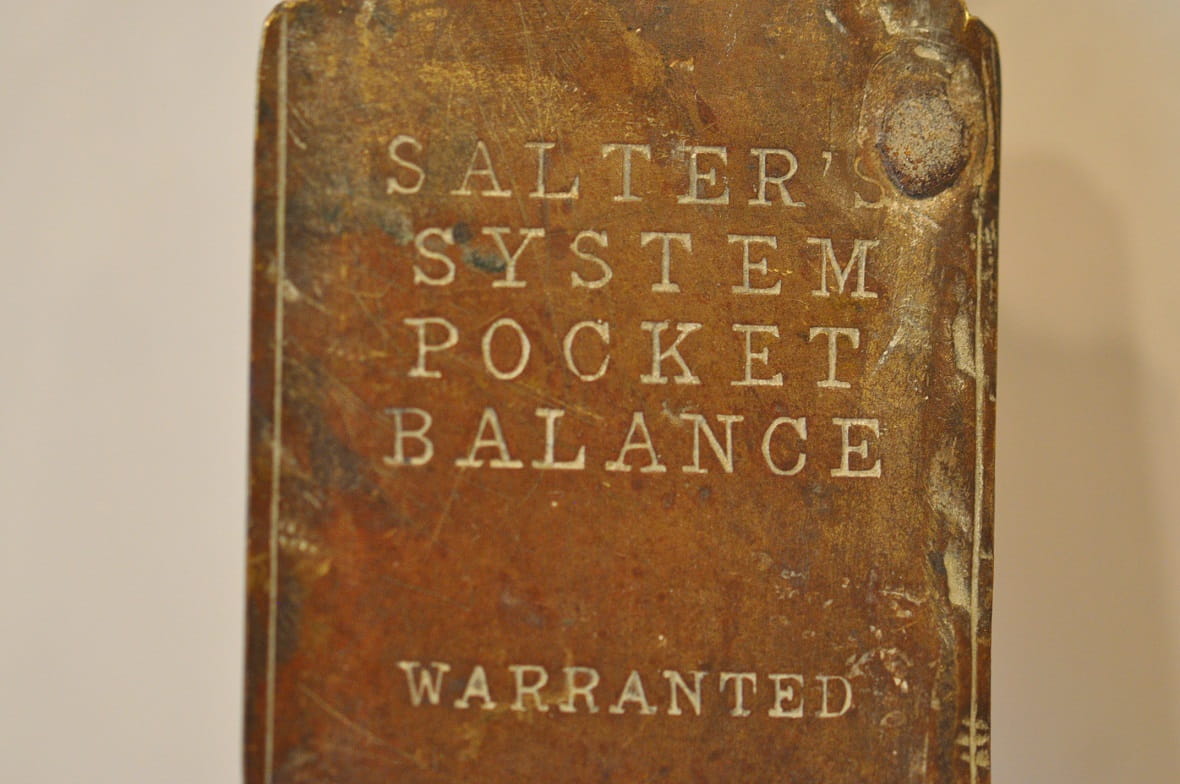 SALTER'S
SYSTEM
POCKET
BALANCE
WARRANTED